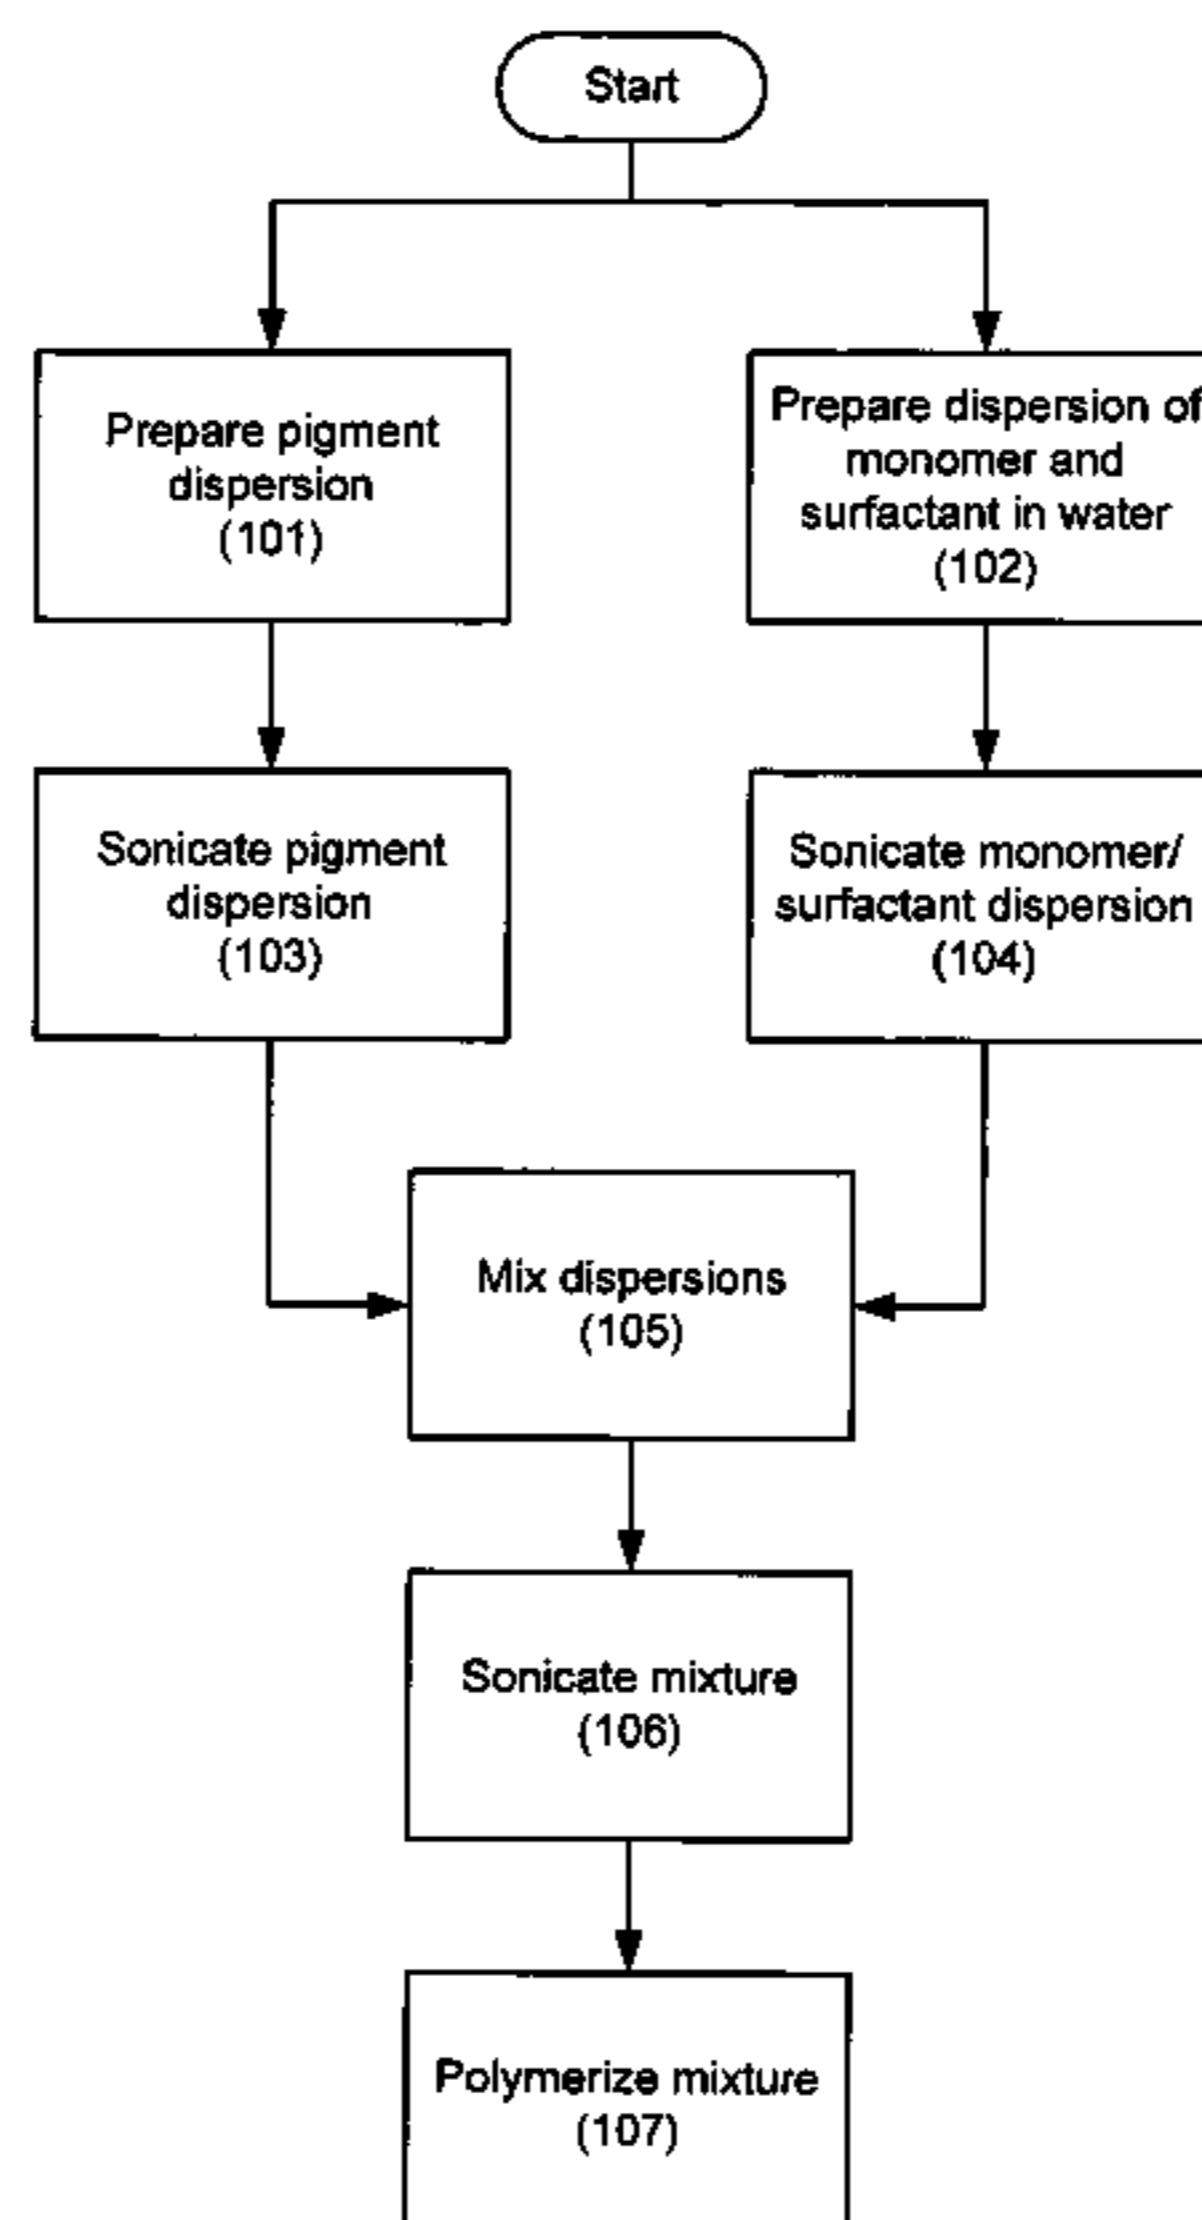 Start
Prepare pigment
dispersion
(101)
Prepare dispersion of
monomer and
surfactant in water
(102)
Sonicate pigment
dispersion
(103)
Sonicate monomer/
surfactant dispersion
(104)
Mix dispersions
(105)
Sonicate mixture
(106)
Polymerize mixture
(107)